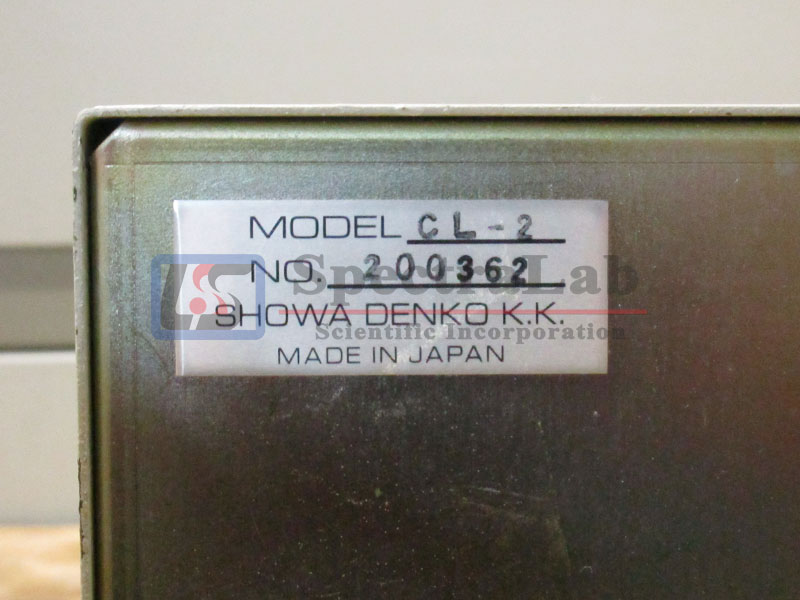 MODEL CL-2
NO. 200362
SpectraLab
SHOWA DENKO K.K.
Scientific Incorporation
MADE IN JAPAN